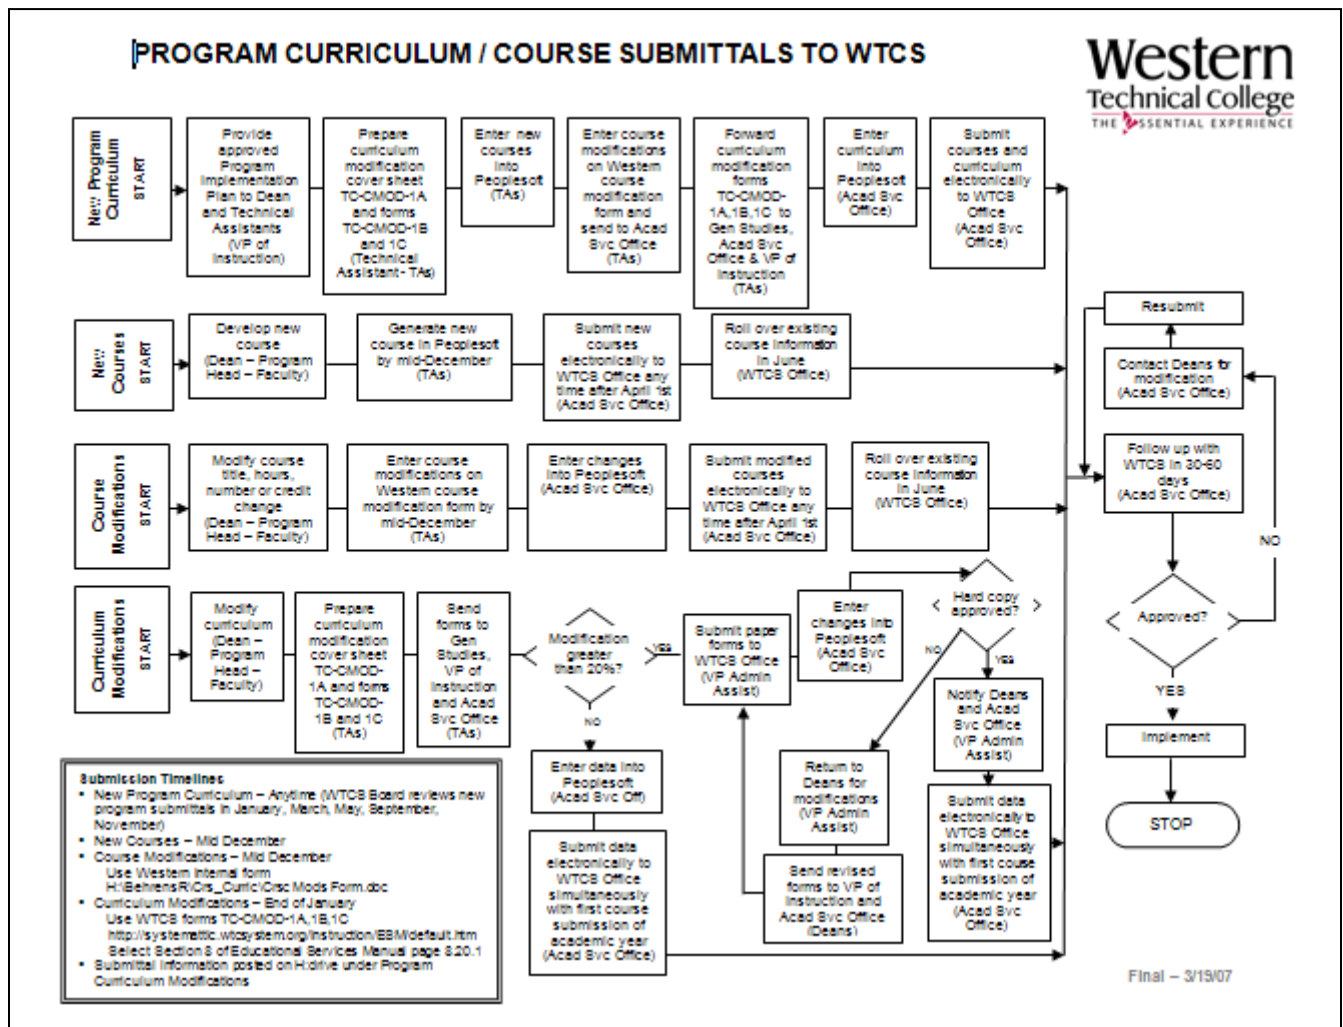 PROGRAM CURRICULUM / COURSE SUBMITTALS TO WTCS
Western
Technical College
THE ESSENTIAL EXPERIENCE
New Program
Curriculum
START
Provide
approved
Program
Implementation
Plan to Dean
and Technical
Assistants
(VP of
Instruction)
Prepare
curriculum
modification
cover sheet
TC-CMOD-1A
and forms
TC-CMOD-1B
and 1C
(Technical
Assistant- TAs)
Enter new
courses
into
Peoplesoft
(TAs)
Enter course
modifications
on Western
course
modification
form and
send to Acad
Svc Office
(TAs)
Forward
curriculum
modification
forms
TC-CMOD-
1A,1B,1C to
Gen Studies,
Acad Svc
Office & VP of
Instruction
(TAs)
Enter
curriculum
into
Peoplesoft
(Acad Svc
Office)
Submit
courses and
curriculum
electronically
to WTCS
Office
(Acad Svc
Office)
New
Courses
START
Develop new
course
(Dean – Program
Head – Faculty)
Generate new
course in Peoplesoft
by mid-December
(TAs)
Submit new
courses
electronically to
WTCS Office any
time after April 1st
(Acad Svc Office)
Roll over existing
course information
in June
(WTCS Office)
Course
Modifications
START
Modify course
title, hours,
number or credit
change
(Dean – Program
Head – Faculty)
Enter course
modifications on
Western course
modification form by
mid-December
(TAs)
Enter changes
into Peoplesoft
(Acad Svc Office)
Submit modified
courses
electronically to
WTCS Office any
time after April 1st
(Acad Svc Office)
Roll over existing
course information
in June
(WTCS Office)
Curriculum
Modifications
START
Modify
curriculum
(Dean –
Program
Head –
Faculty)
Prepare
curriculum
modification
cover sheet
TC-CMOD-
1A and forms
TC-CMOD-
1B and 1C
(TAs)
Send
forms to
Gen
Studies,
VP of
Instruction
and Acad
Svc Office
(TAs)
Modification
greater
than 20%?
YES
NO
Submit paper
forms to
WTCS Office
(VP Admin
Assist)
Enter
changes into
Peoplesoft
(Acad Svc
Office)
Hard copy
approved?
NO
YES
Enter data into
Peoplesoft
(Acad Svc Off)
Submit data
electronically to
WTCS Office
simultaneously
with first course
submission of
academic year
(Acad Svc Office)
Return to
Deans for
modifications
(VP Admin
Assist)
Send revised
forms to VP of
Instruction and
Acad Svc Office
(Deans)
Notify Deans
and Acad
Svc Office
(VP Admin
Assist)
Submit data
electronically to
WTCS Office
simultaneously
with first course
submission of
academic year
(Acad Svc
Office)
Resubmit
Contact Deans for
modification
(Acad Svc Office)
Follow up with
WTCS in 30-60
days
(Acad Svc Office)
NO
Approved?
YES
Implement
STOP
Submission Timelines
• New Program Curriculum – Anytime (WTCS Board reviews new
program submittals in January, March, May, September,
November)
• New Courses – Mid December
• Course Modifications – Mid December
Use Western internal form
H:\BehrensR\Crs_Curric\Crsc Mods Form.doc
• Curriculum Modifications – End of January
Use WTCS forms TC-CMOD-1A,1B,1C
http://systemattic.wtcsystem.org/instruction/ESM/default.htm
Select Section 8 of Educational Services Manual page 8.20.1
• Submittal information posted on H:drive under Program
Curriculum Modifications
Final – 3/19/07